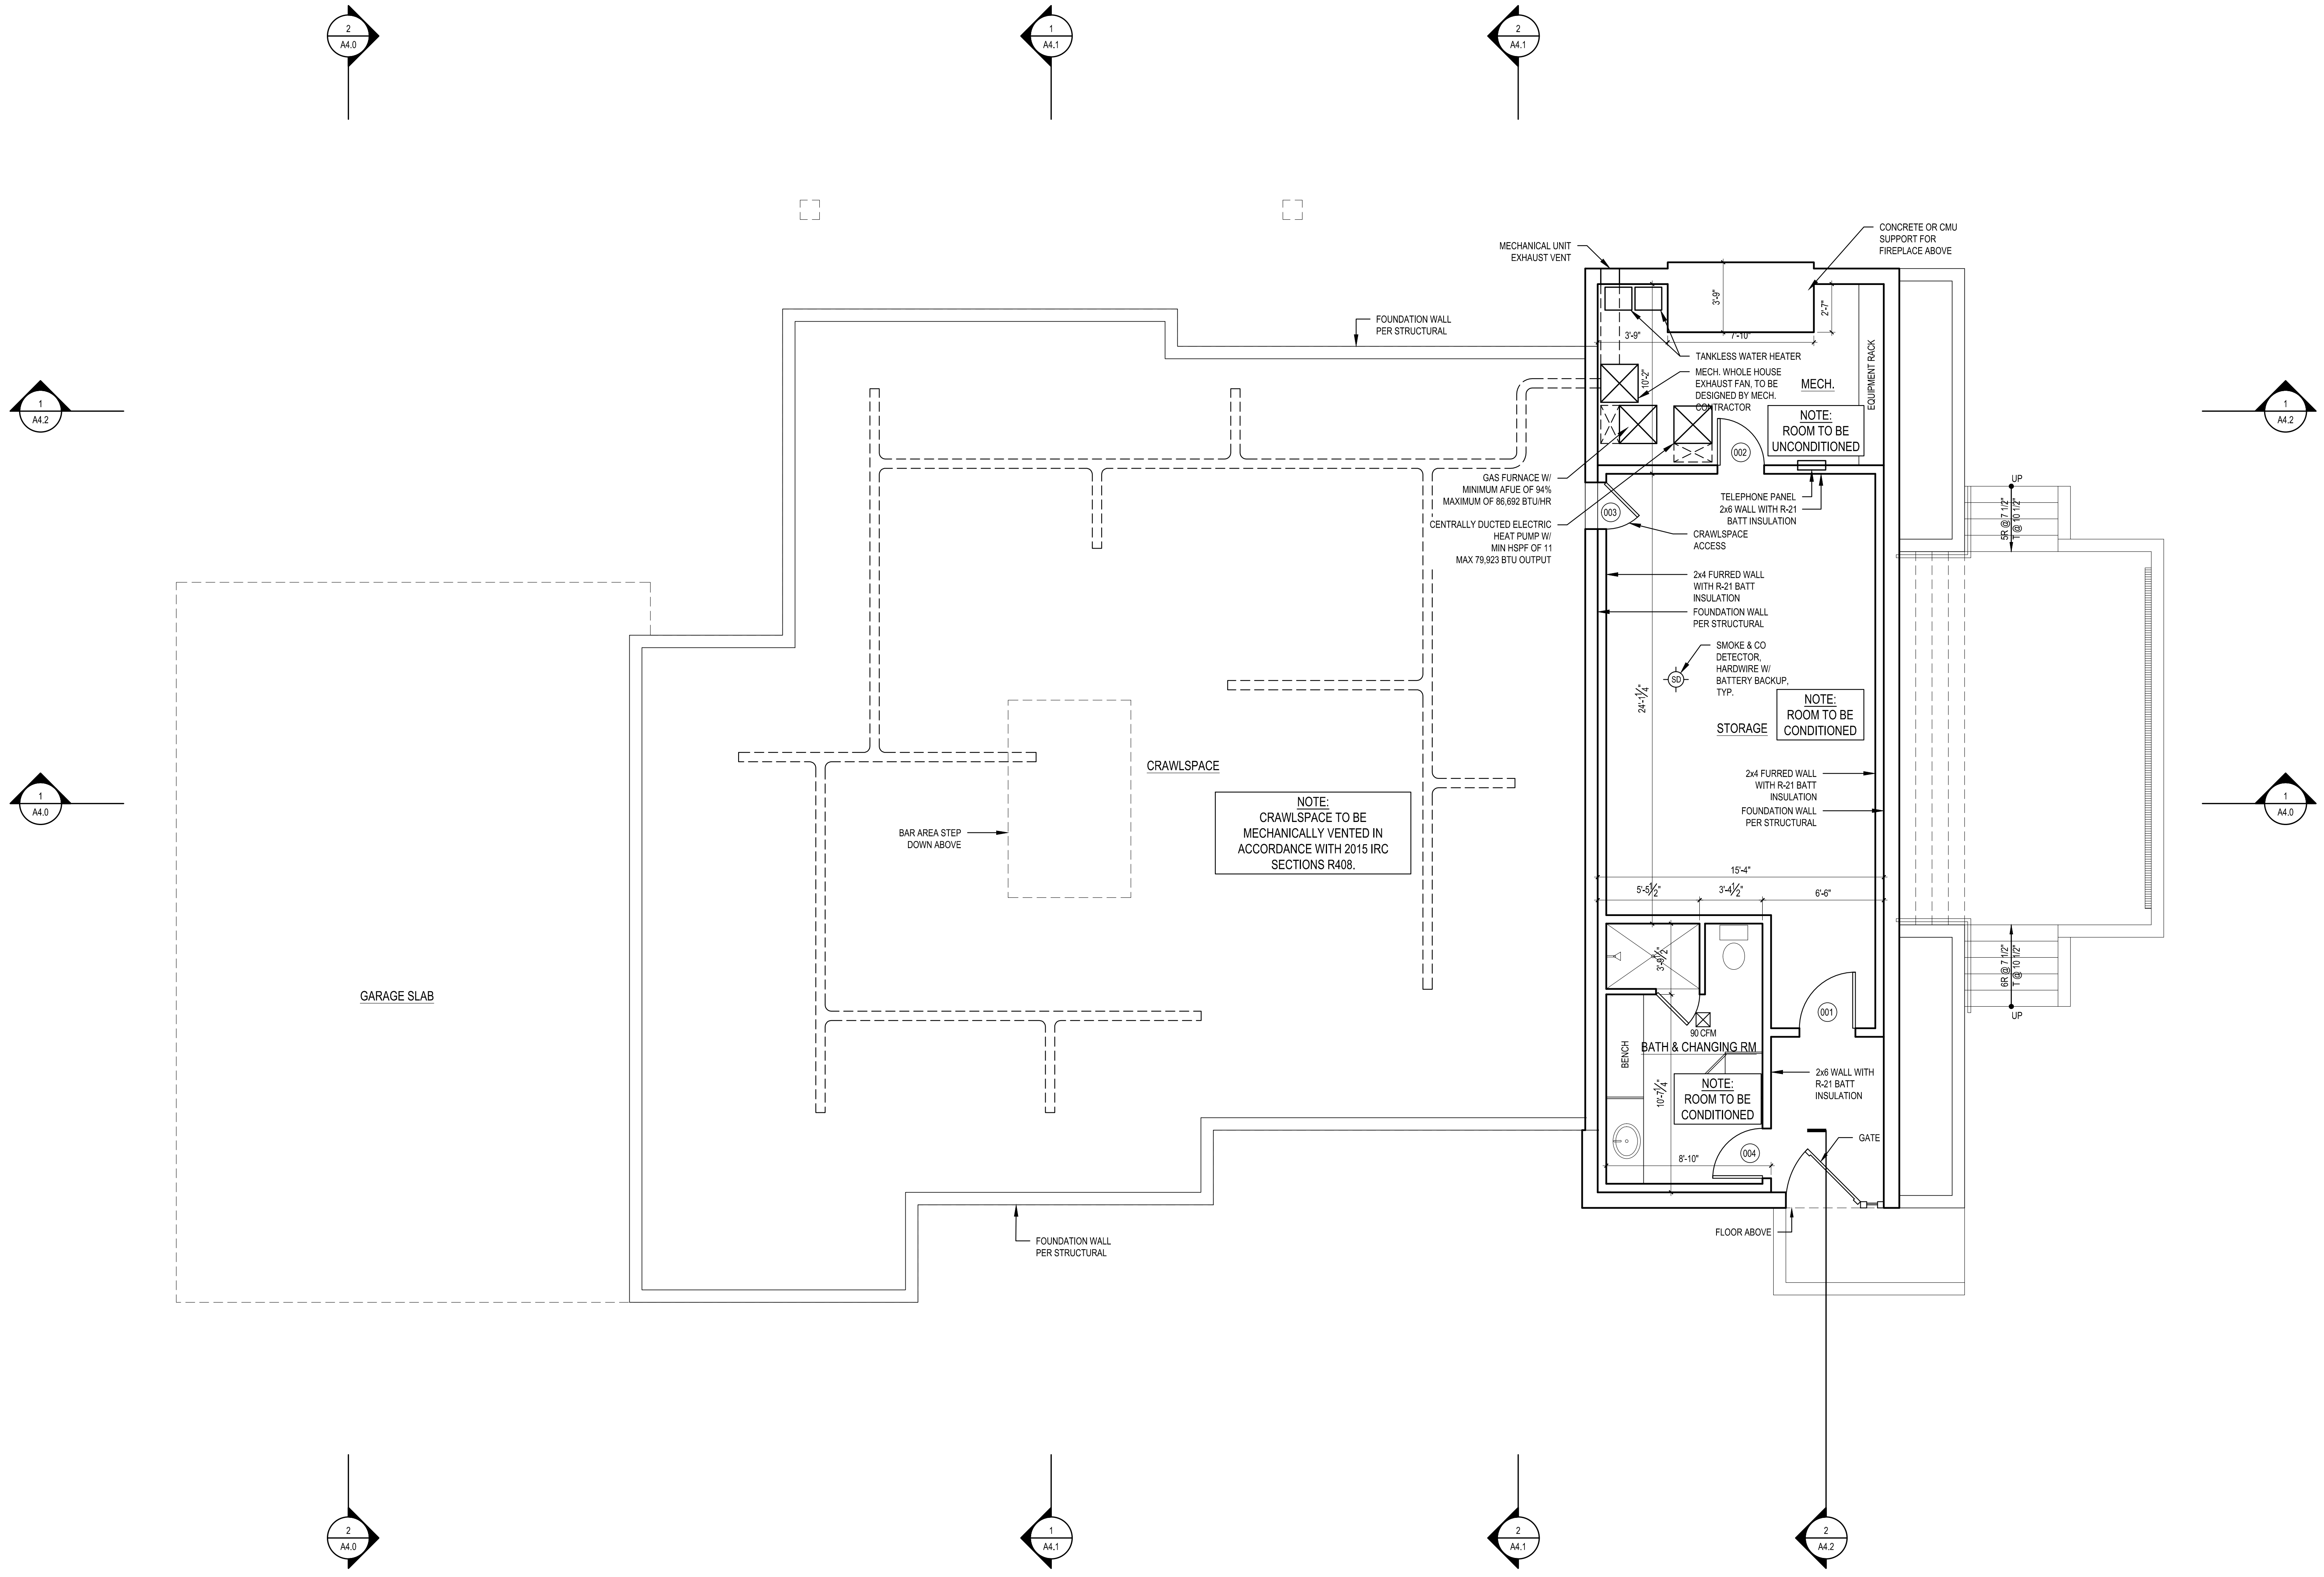 2
A4.0
1
A4.1
2
A4.1
MECHANICAL UNIT
EXHAUST VENT
CONCRETE OR CMU
SUPPORT FOR
FIREPLACE ABOVE
3'-9"
2'-7"
3'-9"
7'-10"
FOUNDATION WALL
PER STRUCTURAL
TANKLESS WATER HEATER
MECH. WHOLE HOUSE
EXHAUST FAN, TO BE
DESIGNED BY MECH.
CONTRACTOR
10'-2"
MECH.
EQUIPMENT RACK
NOTE:
ROOM TO BE
UNCONDITIONED
1
A4.2
1
A4.2
002
GAS FURNACE W/
MINIMUM AFUE OF 94%
MAXIMUM OF 86,692 BTU/HR
CENTRALLY DUCTED ELECTRIC
HEAT PUMP W/
MIN HSPF OF 11
MAX 79,923 BTU OUTPUT
003
TELEPHONE PANEL
2x6 WALL WITH R-21
BATT INSULATION
CRAWLSPACE
ACCESS
UP
5R @ 7 1/2"
T @ 10 1/2"
2x4 FURRED WALL
WITH R-21 BATT
INSULATION
FOUNDATION WALL
PER STRUCTURAL
SMOKE & CO
DETECTOR,
HARDWIRE W/
BATTERY BACKUP,
TYP.
SD
24'-1 1/4"
NOTE:
ROOM TO BE
CONDITIONED
STORAGE
CRAWLSPACE
2x4 FURRED WALL
WITH R-21 BATT
INSULATION
FOUNDATION WALL
PER STRUCTURAL
1
A4.0
1
A4.0
NOTE:
CRAWLSPACE TO BE
MECHANICALLY VENTED IN
ACCORDANCE WITH 2015 IRC
SECTIONS R408.
BAR AREA STEP
DOWN ABOVE
15'-4"
5'-5 1/2"
3'-4 1/2"
6'-6"
3'-9 1/2"
6R @ 7 1/2"
T @ 10 1/2"
UP
GARAGE SLAB
001
90 CFM
BATH & CHANGING RM
BENCH
10'-7 1/4"
NOTE:
ROOM TO BE
CONDITIONED
2x6 WALL WITH
R-21 BATT
INSULATION
GATE
004
8'-10"
FLOOR ABOVE
FOUNDATION WALL
PER STRUCTURAL
2
A4.0
1
A4.1
2
A4.1
2
A4.2